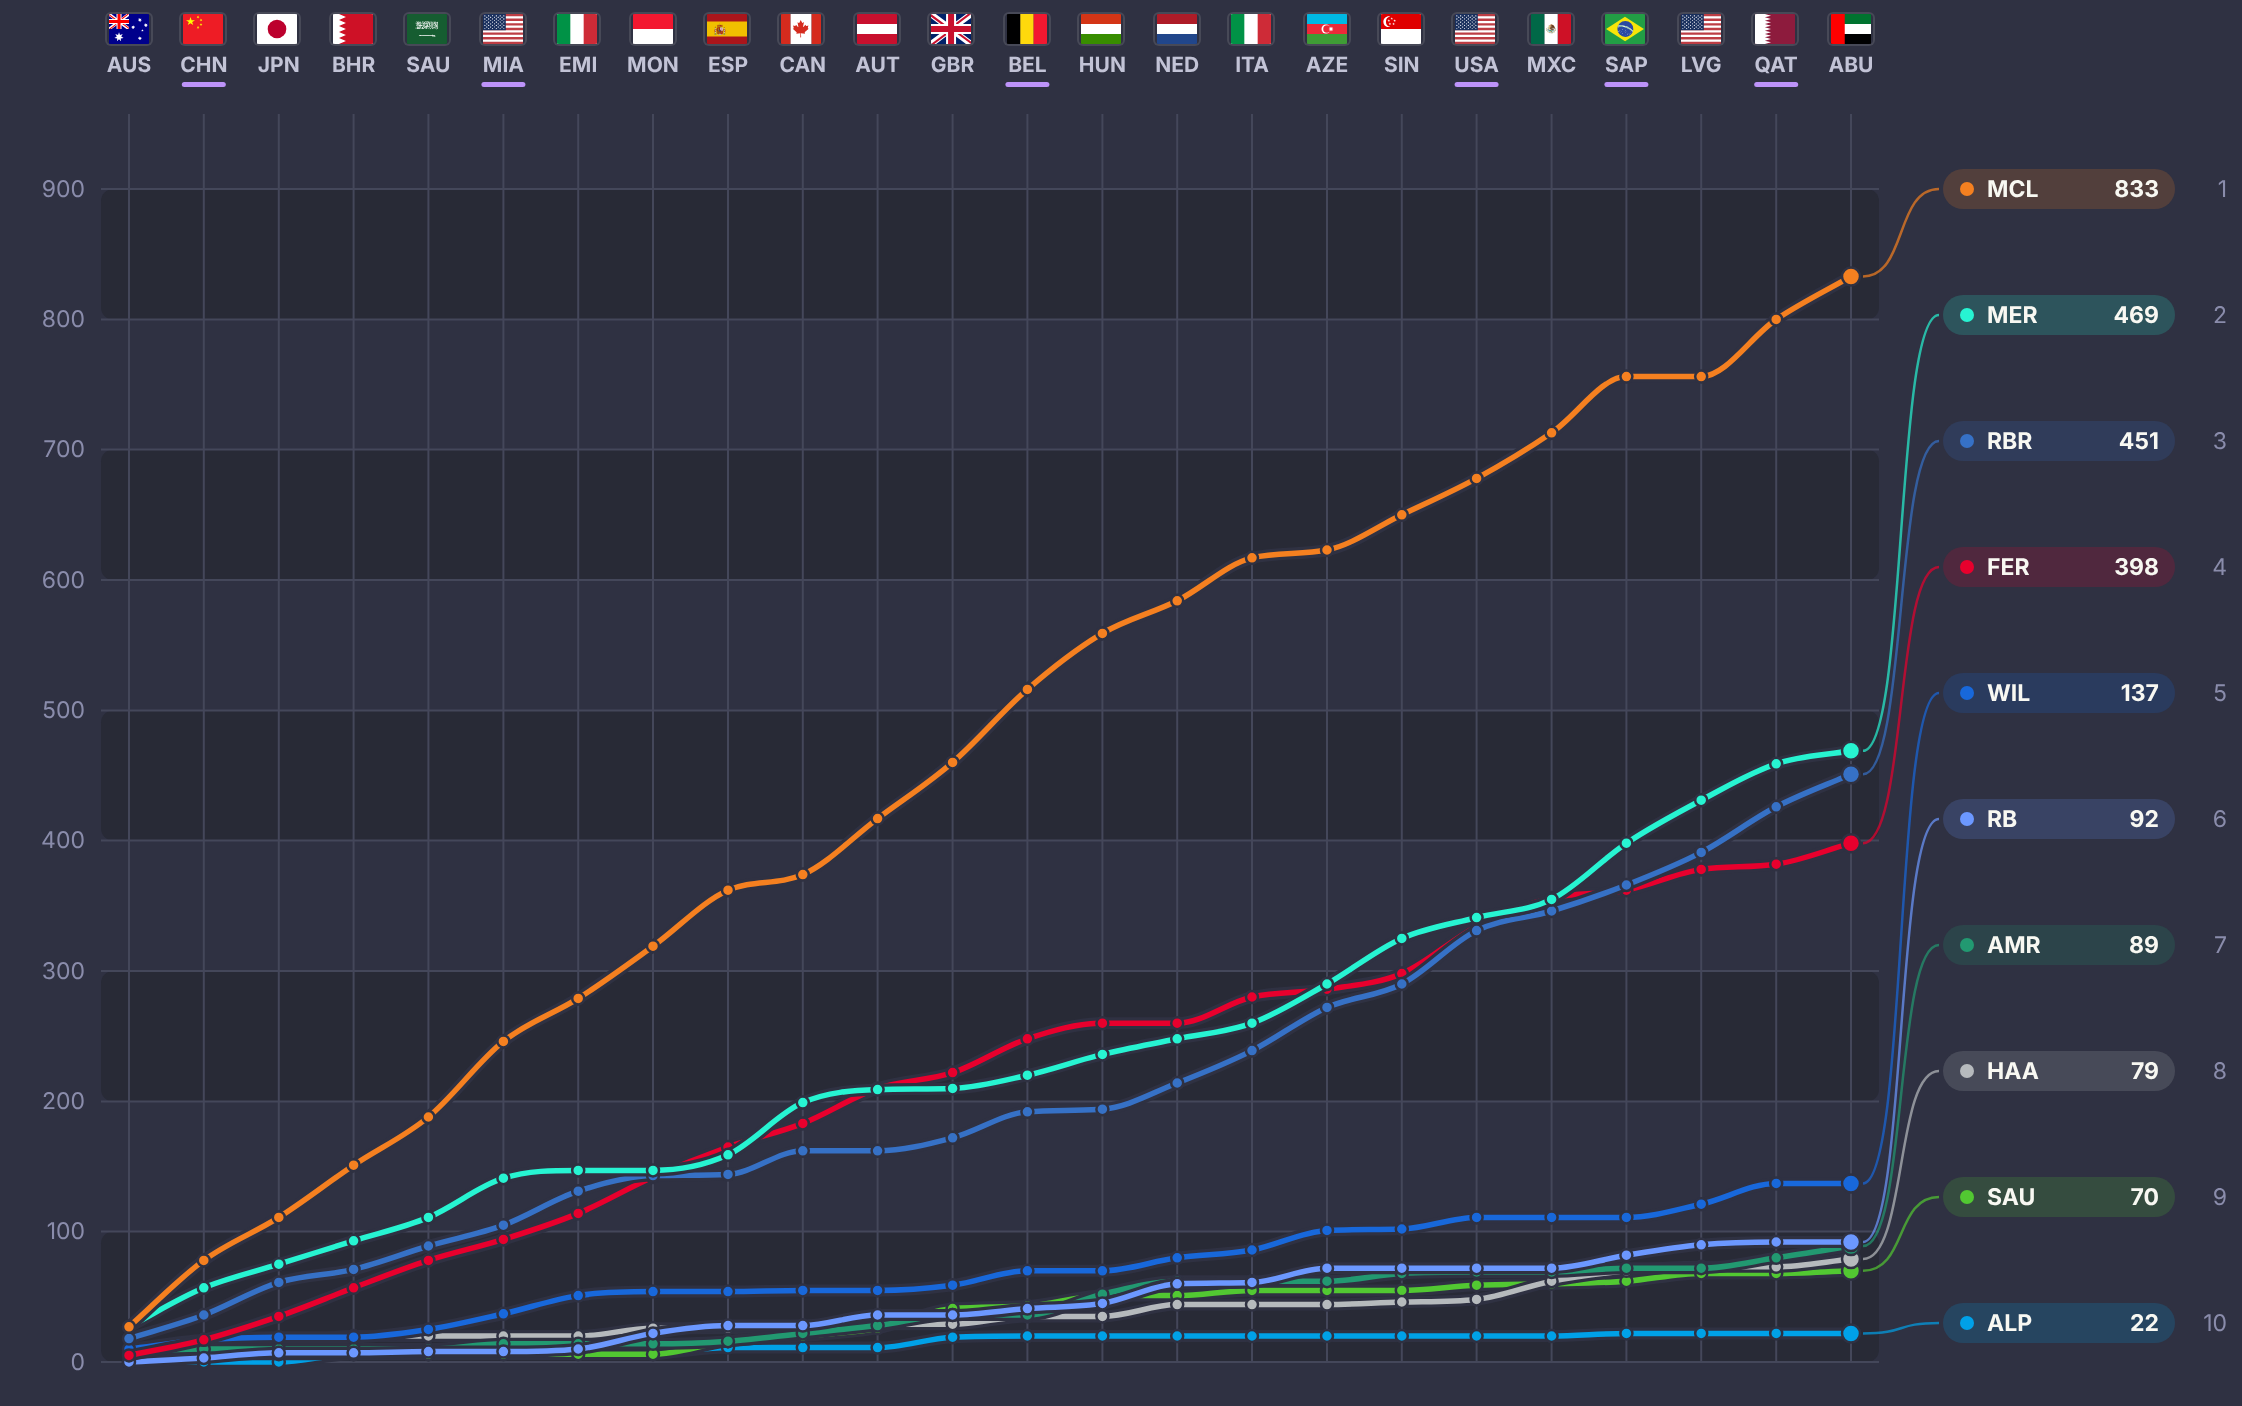 AUS CHN JPN BHR SAU MIA EMI MON ESP CAN AUT GBR BEL HUN NED ITA AZE SIN USA MXC SAP LVG QAT ABU
900
800
700
600
500
400
300
200
100
0
MCL 833 1
MER 469 2
RBR 451 3
FER 398 4
WIL 137 5
RB 92 6
AMR 89 7
HAA 79 8
SAU 70 9
ALP 22 10